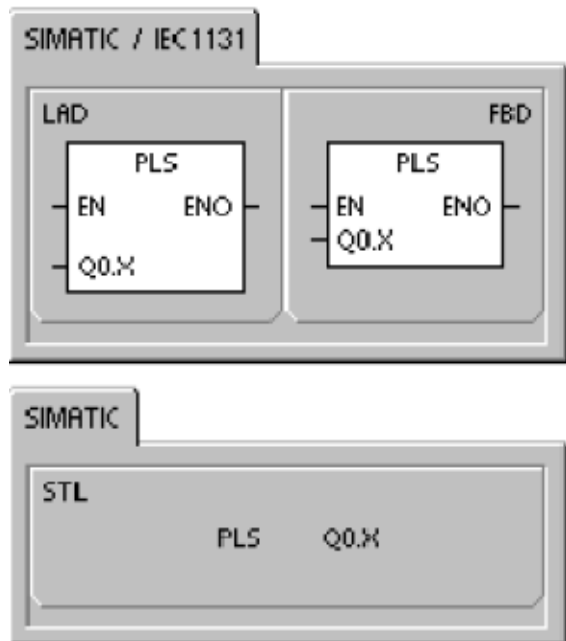 SIMATIC / IEC1131
LAD
PLS
EN ENO
Q0.X
FBD
PLS
EN ENO
Q0.X
SIMATIC
STL
PLS Q0.X